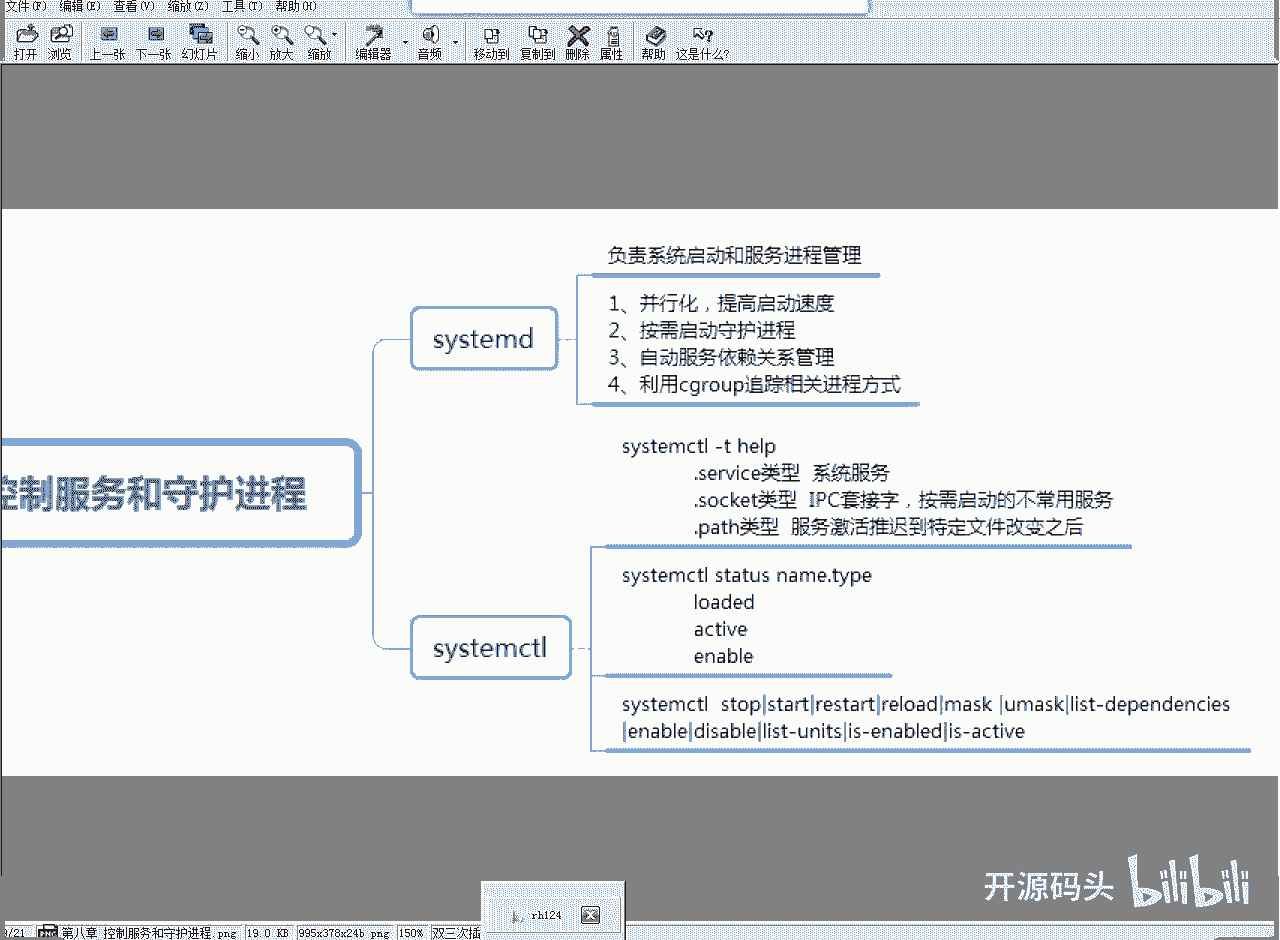 文件(F) 编辑(E) 查看(V) 缩放(Z) 工具(T) 帮助(H)
打开 浏览 上一张 下一张 幻灯片 缩小 放大 缩放 编辑器 音频 移动到 复制到 删除 属性 帮助 这是什么?
负责系统启动和服务进程管理
1、并行化，提高启动速度
2、按需启动守护进程
3、自动服务依赖关系管理
4、利用cgroup追踪相关进程方式
systemd
控制服务和守护进程
systemctl -t help
.service类型 系统服务
.socket类型 IPC套接字，按需启动的不常用服务
.path类型 服务激活推迟到特定文件改变之后
systemctl status name.type
loaded
active
enable
systemctl
systemctl stop|start|restart|reload|mask |umask|list-dependencies
|enable|disable|list-units|is-enabled|is-active
开源码头 bilibili
rh124
/21 PNG 第八章 控制服务和守护进程.png 19.0 KB 995x378x24b png 150% 双三次插